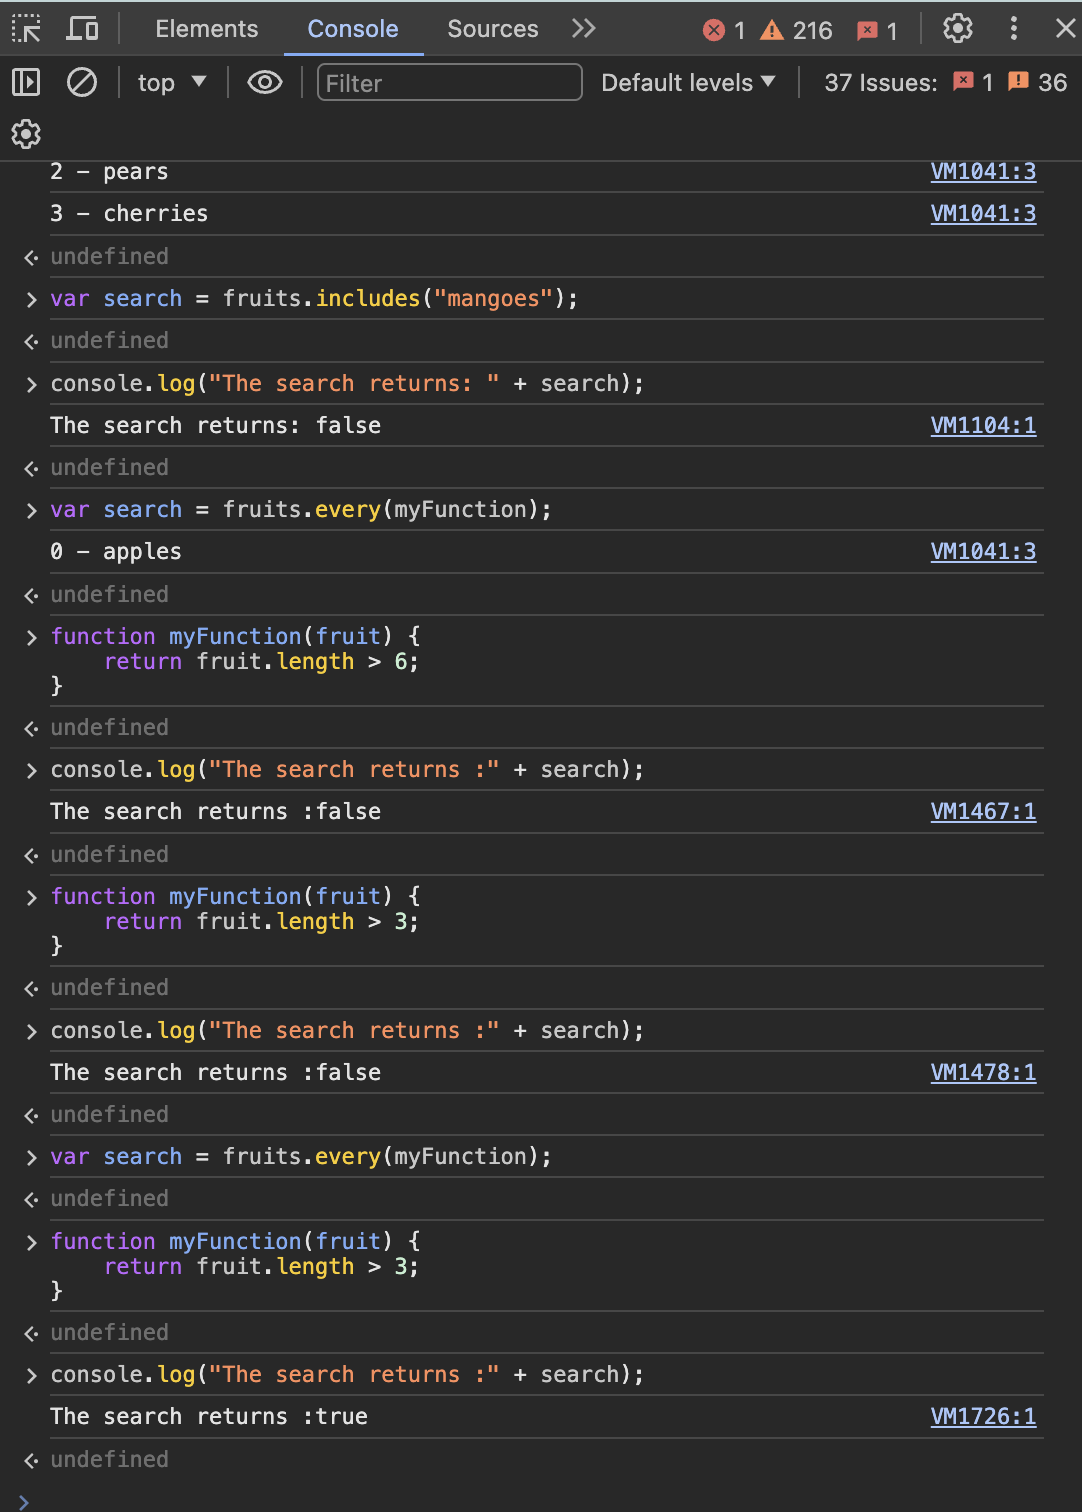 Elements Console Sources 1 216 1
top Filter Default levels 37 Issues: 1 36
2 – pears VM1041:3
3 – cherries VM1041:3
undefined
var search = fruits.includes("mangoes");
undefined
console.log("The search returns: " + search);
The search returns: false VM1104:1
undefined
var search = fruits.every(myFunction);
0 – apples VM1041:3
undefined
function myFunction(fruit) {
    return fruit.length > 6;
}
undefined
console.log("The search returns :" + search);
The search returns :false VM1467:1
undefined
function myFunction(fruit) {
    return fruit.length > 3;
}
undefined
console.log("The search returns :" + search);
The search returns :false VM1478:1
undefined
var search = fruits.every(myFunction);
undefined
function myFunction(fruit) {
    return fruit.length > 3;
}
undefined
console.log("The search returns :" + search);
The search returns :true VM1726:1
undefined